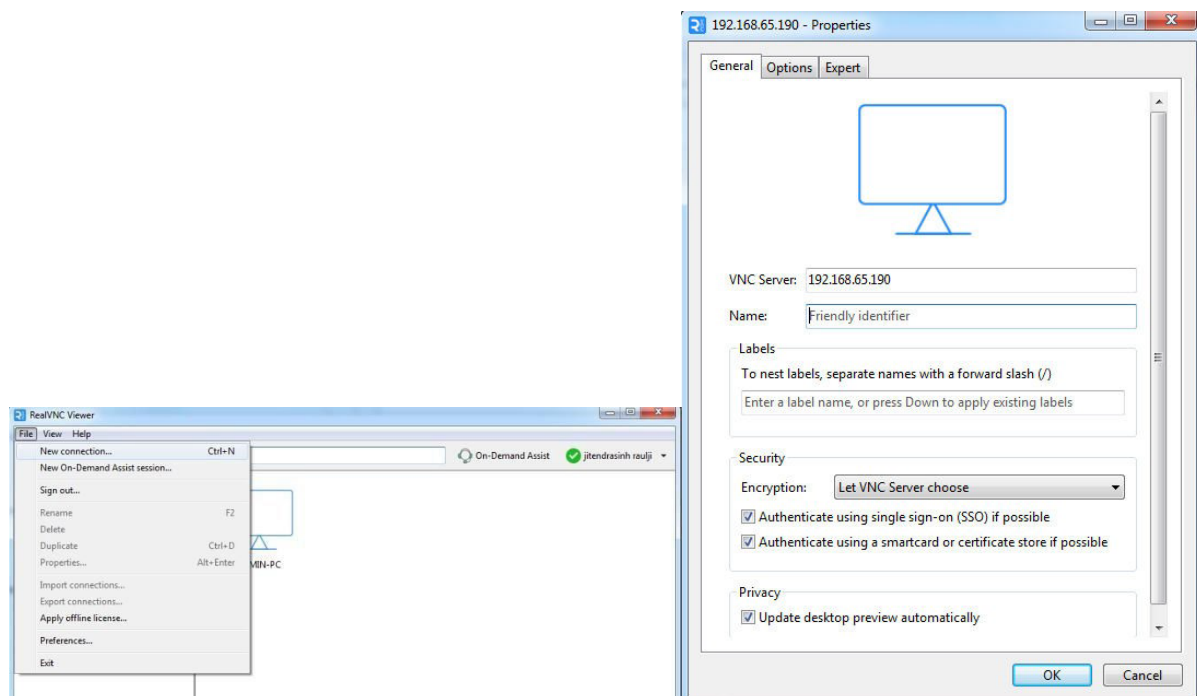 RealVNC Viewer
File View Help
New connection... Ctrl+N
New On-Demand Assist session...
Sign out...
Rename F2
Delete
Duplicate Ctrl+D
Properties... Alt+Enter
Import connections...
Export connections...
Apply offline license...
Preferences...
Exit
On-Demand Assist jitendrasinh raulji
MIN-PC
192.168.65.190 - Properties
General Options Expert
VNC Server: 192.168.65.190
Name: Friendly identifier
Labels
To nest labels, separate names with a forward slash (/)
Enter a label name, or press Down to apply existing labels
Security
Encryption: Let VNC Server choose
Authenticate using single sign-on (SSO) if possible
Authenticate using a smartcard or certificate store if possible
Privacy
Update desktop preview automatically
OK Cancel